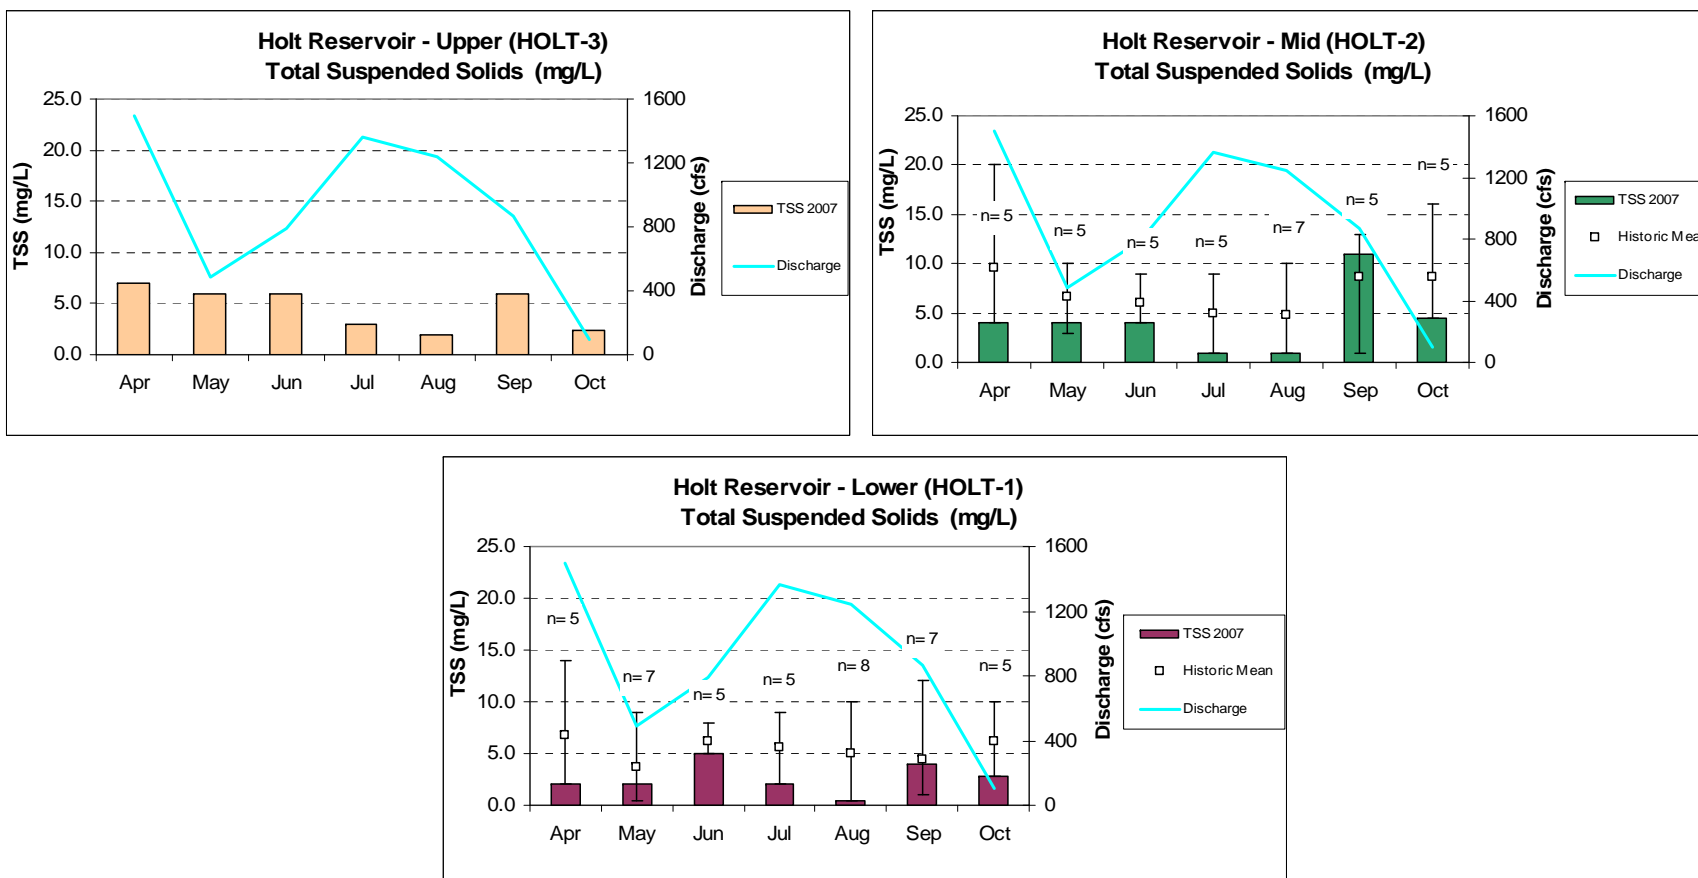 Holt Reservoir - Upper (HOLT-3)
Total Suspended Solids (mg/L)
25.0
20.0
15.0
10.0
5.0
0.0
TSS (mg/L)
1600
1200
800
400
0
Discharge (cfs)
Apr May Jun Jul Aug Sep Oct
TSS 2007
Discharge
Holt Reservoir - Mid (HOLT-2)
Total Suspended Solids (mg/L)
25.0
20.0
15.0
10.0
5.0
0.0
TSS (mg/L)
n= 5 n= 5 n= 5 n= 5 n= 7 n= 5 n= 5
1600
1200
800
400
0
Discharge (cfs)
Apr May Jun Jul Aug Sep Oct
TSS 2007
Historic Mea
Discharge
Holt Reservoir - Lower (HOLT-1)
Total Suspended Solids (mg/L)
25.0
20.0
15.0
10.0
5.0
0.0
TSS (mg/L)
n= 5 n= 7 n= 5 n= 5 n= 8 n= 7 n= 5
1600
1200
800
400
0
Discharge (cfs)
Apr May Jun Jul Aug Sep Oct
TSS 2007
Historic Mean
Discharge